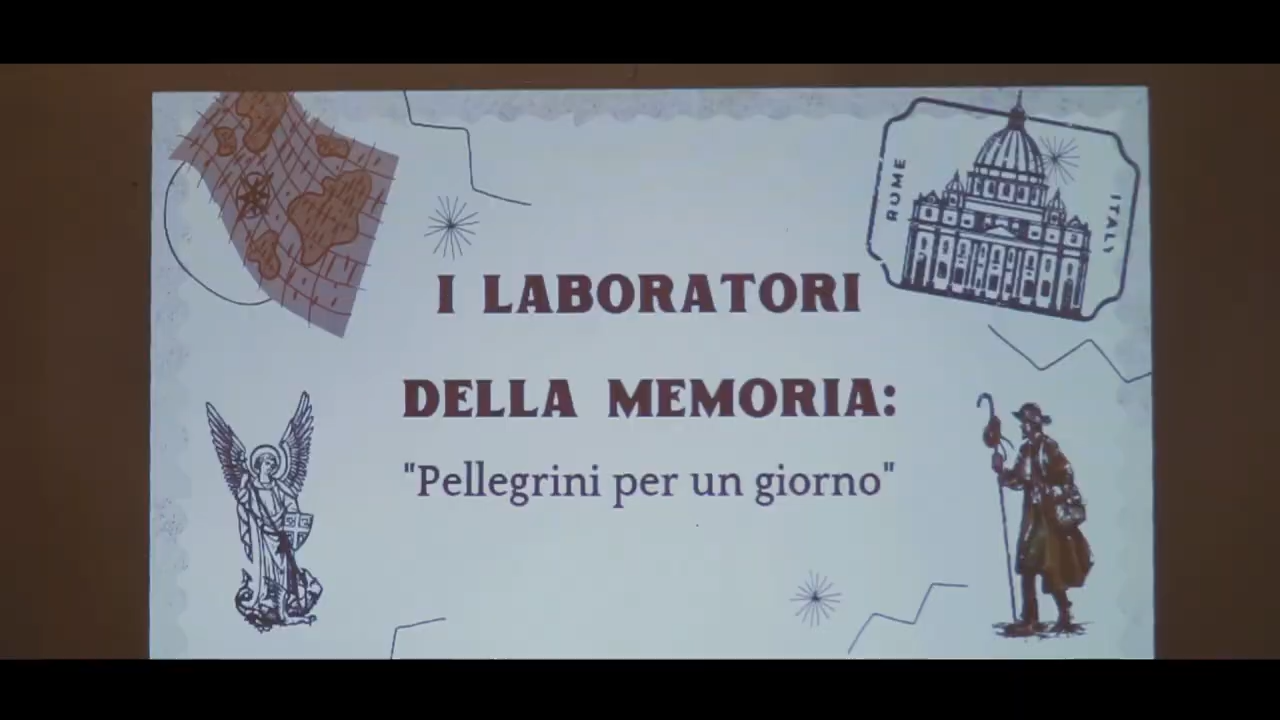 ROME
ITALY
I LABORATORI
DELLA MEMORIA:
"Pellegrini per un giorno"